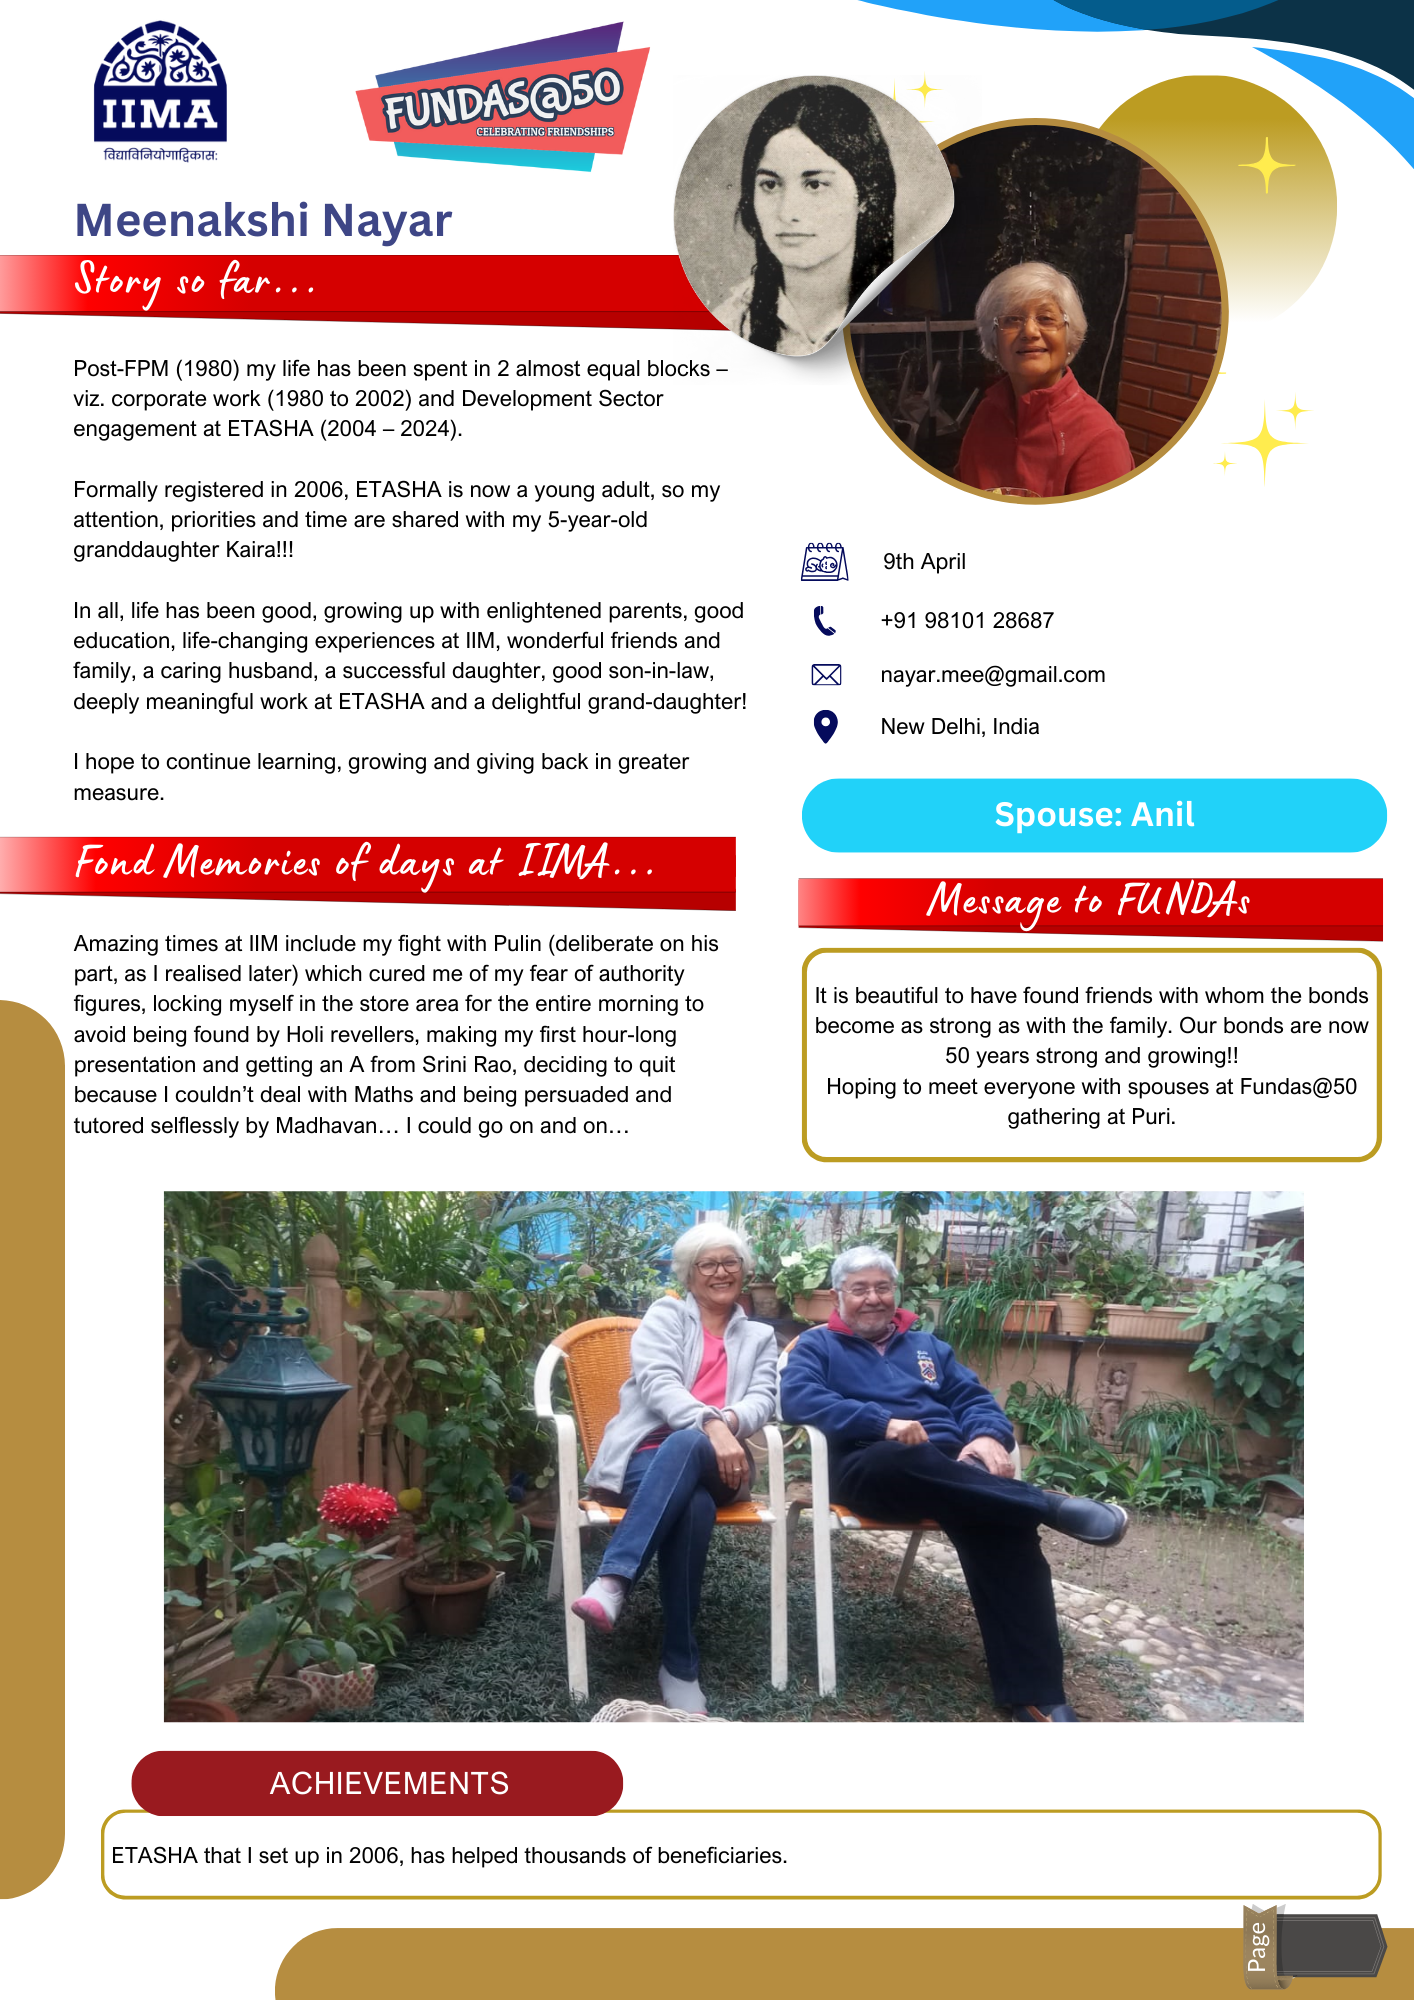 IIMA
विद्याविनियोगाद्विकास:
FUNDAS@50
CELEBRATING FRIENDSHIPS
Meenakshi Nayar
Story so far...
Post-FPM (1980) my life has been spent in 2 almost equal blocks –
viz. corporate work (1980 to 2002) and Development Sector
engagement at ETASHA (2004 – 2024).
Formally registered in 2006, ETASHA is now a young adult, so my
attention, priorities and time are shared with my 5-year-old
granddaughter Kaira!!!
In all, life has been good, growing up with enlightened parents, good
education, life-changing experiences at IIM, wonderful friends and
family, a caring husband, a successful daughter, good son-in-law,
deeply meaningful work at ETASHA and a delightful grand-daughter!
I hope to continue learning, growing and giving back in greater
measure.
Fond Memories of days at IIMA...
Amazing times at IIM include my fight with Pulin (deliberate on his
part, as I realised later) which cured me of my fear of authority
figures, locking myself in the store area for the entire morning to
avoid being found by Holi revellers, making my first hour-long
presentation and getting an A from Srini Rao, deciding to quit
because I couldn’t deal with Maths and being persuaded and
tutored selflessly by Madhavan… I could go on and on…
9th April
+91 98101 28687
nayar.mee@gmail.com
New Delhi, India
Spouse: Anil
Message to FUNDAs
It is beautiful to have found friends with whom the bonds
become as strong as with the family. Our bonds are now
50 years strong and growing!!
Hoping to meet everyone with spouses at Fundas@50
gathering at Puri.
ACHIEVEMENTS
ETASHA that I set up in 2006, has helped thousands of beneficiaries.
Page